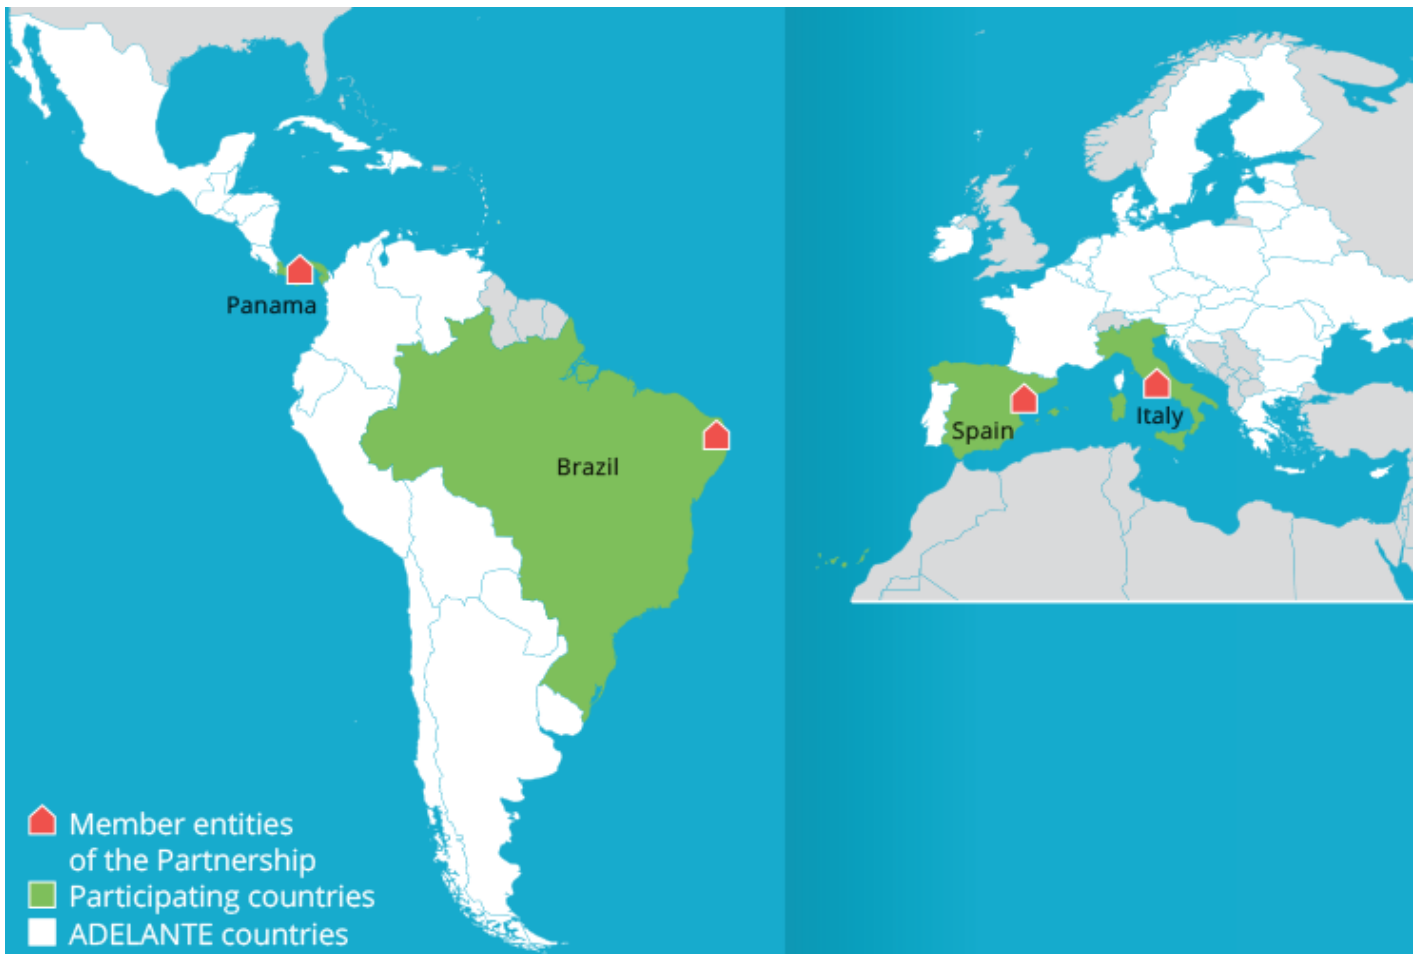 Panama
Brazil
Spain
Italy
Member entities
of the Partnership
Participating countries
ADELANTE countries